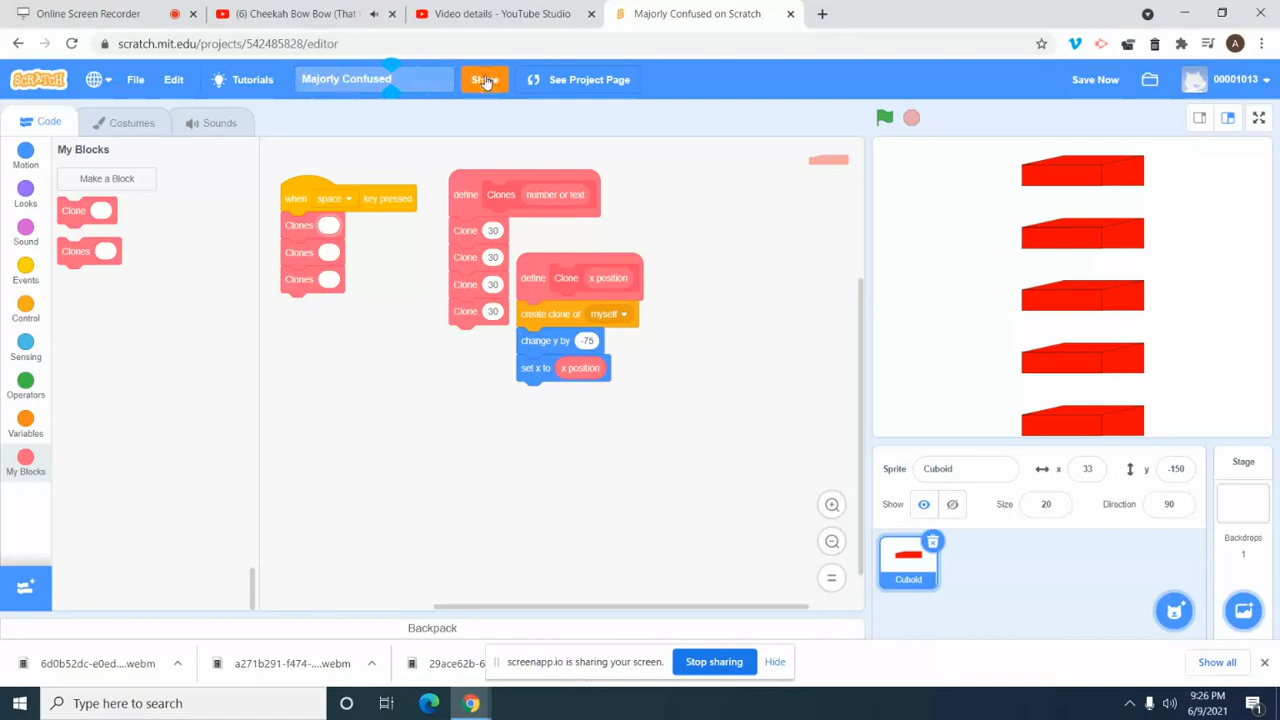 Online Screen Recorder
(6) Cheekah Bow Bow (That
Video details - YouTube Studio
Majorly Confused on Scratch
scratch.mit.edu/projects/542485828/editor
A
SCRATCH
File
Edit
Tutorials
Majorly Confused
See Project Page
Save Now
00001013
Code
Costumes
Sounds
Motion
Looks
Sound
Events
Control
Sensing
Operators
Variables
My Blocks
My Blocks
Make a Block
Clone
Clones
when space key pressed
Clones
Clones
Clones
define Clones number or text
Clone 30
Clone 30
Clone 30
Clone 30
define Clone x position
create clone of myself
change y by -75
set x to x position
Sprite Cuboid x 33 y -150
Show Size 20 Direction 90
Cuboid
Stage
Backdrops
1
Backpack
6d0b52dc-e0ed....webm
a271b291-f474-....webm
29ace62b-6
screenapp.io is sharing your screen.
Stop sharing
Hide
Show all
Type here to search
9:26 PM
6/9/2021
1